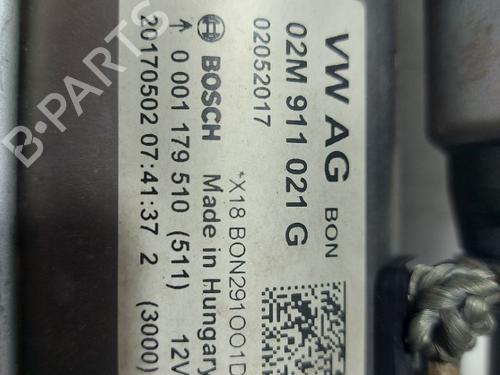 VW AG BON
02M 911 021 G
02052017
*X18 BON291001D
BOSCH Made in Hungary
0 001 179 510 (511) 12V
20170502 07:41:37 2 (3000)
B-Parts